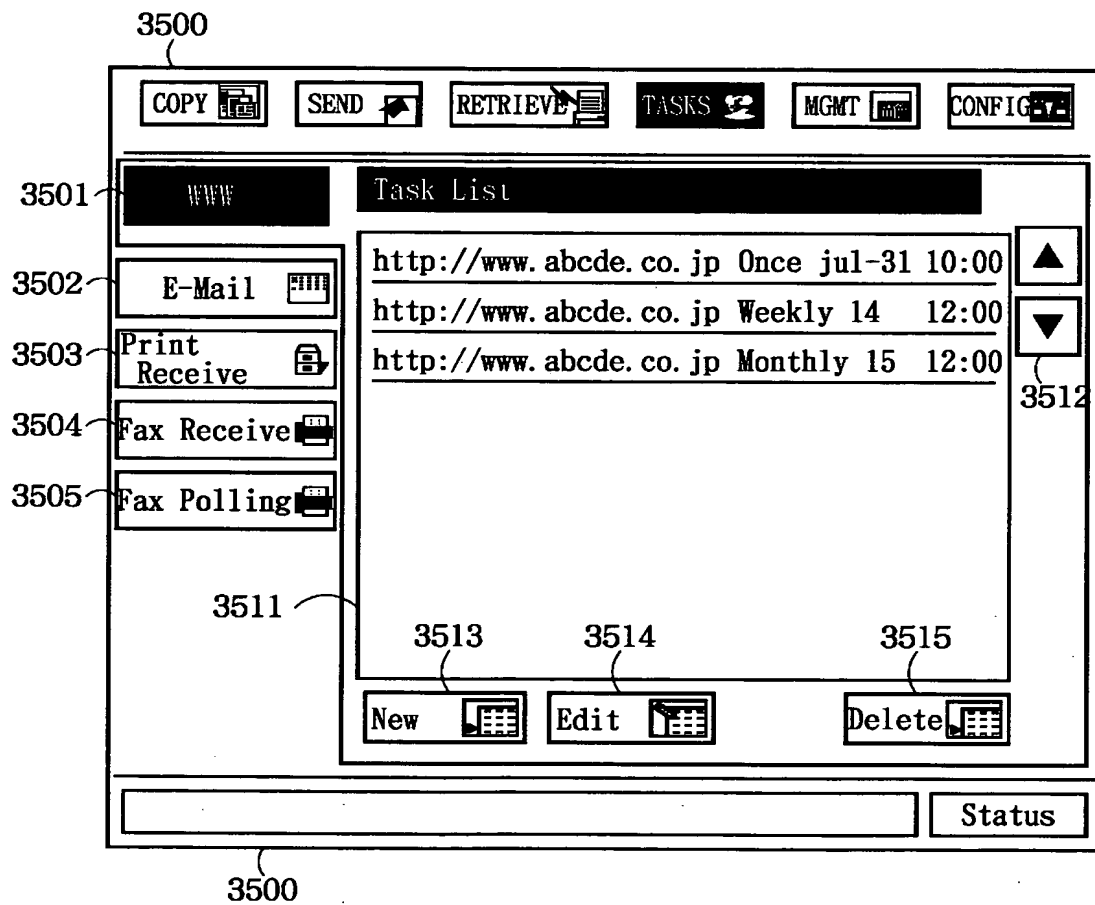 3500
COPY SEND RETRIEVE TASKS MGMT CONFIG
3501 WWW Task List
http://www.abcde.co.jp Once jul-31 10:00
3502 E-Mail
http://www.abcde.co.jp Weekly 14 12:00
3503 Print Receive
http://www.abcde.co.jp Monthly 15 12:00
3512
3504 Fax Receive
3505 Fax Polling
3511
3513 3514 3515
New Edit Delete
Status
3500